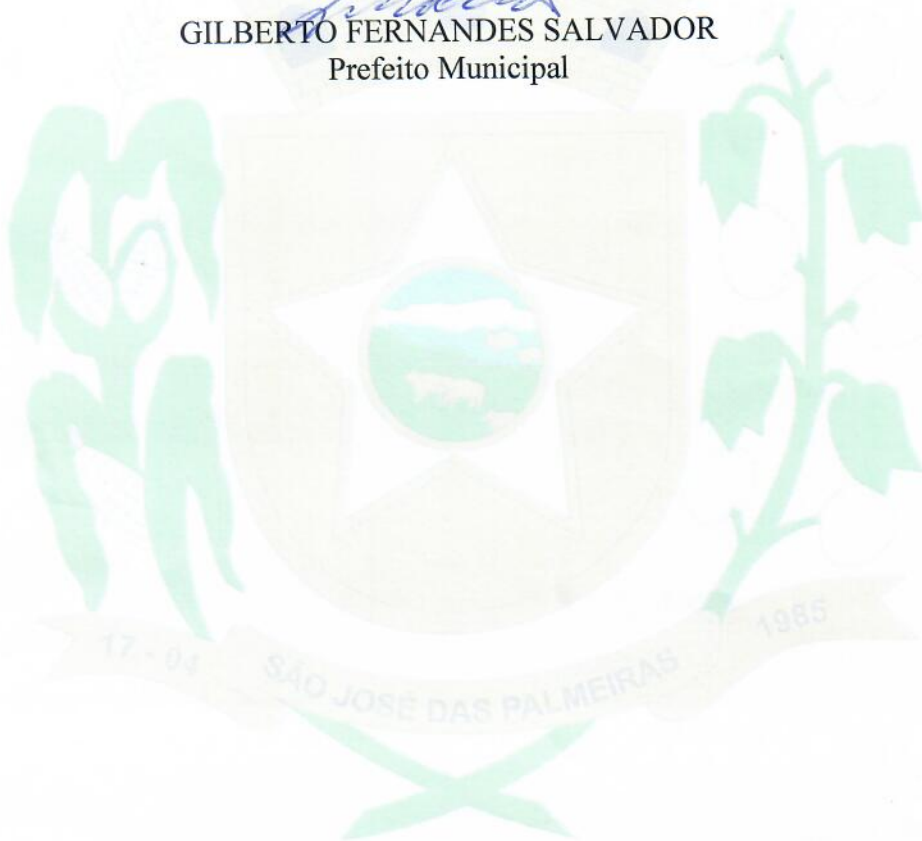 GILBERTO FERNANDES SALVADOR
Prefeito Municipal
17 - 04
SÃO JOSÉ DAS PALMEIRAS
1985